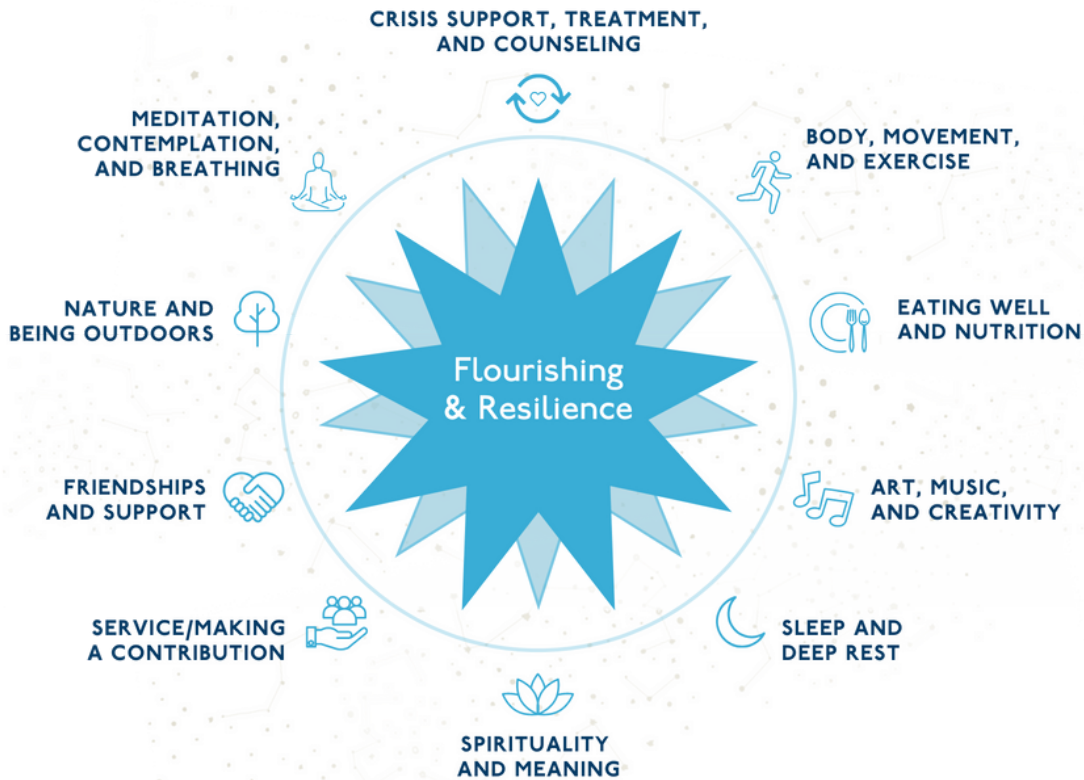 CRISIS SUPPORT, TREATMENT,
AND COUNSELING
BODY, MOVEMENT,
AND EXERCISE
EATING WELL
AND NUTRITION
ART, MUSIC,
AND CREATIVITY
SLEEP AND
DEEP REST
SPIRITUALITY
AND MEANING
SERVICE/MAKING
A CONTRIBUTION
FRIENDSHIPS
AND SUPPORT
NATURE AND
BEING OUTDOORS
MEDITATION,
CONTEMPLATION,
AND BREATHING
Flourishing
& Resilience